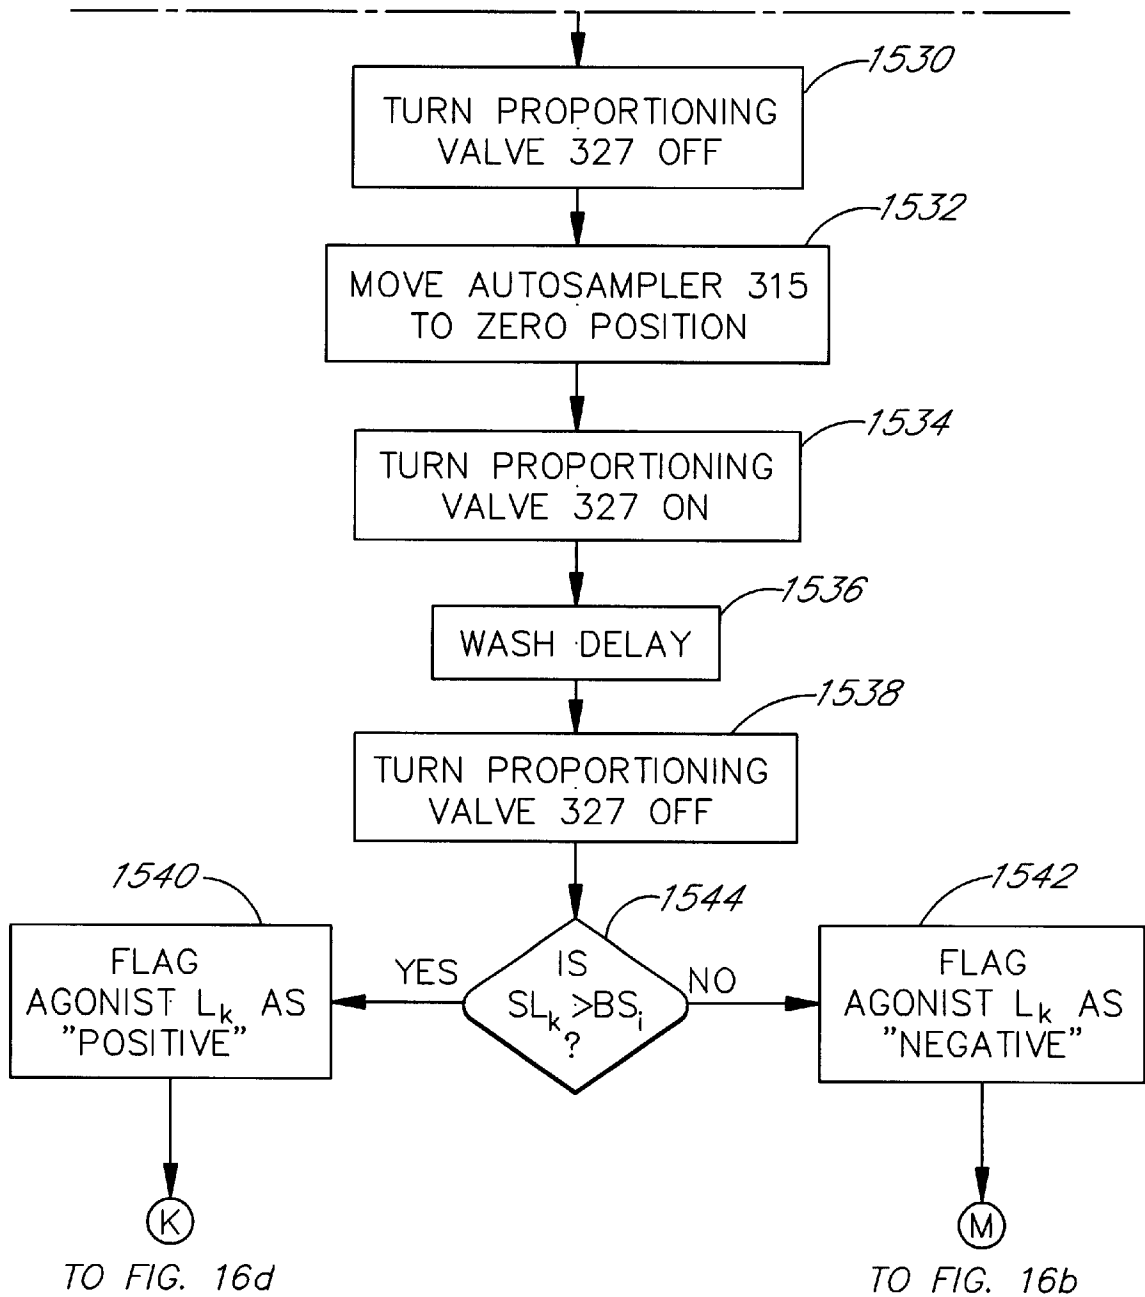 1530
TURN PROPORTIONING
VALVE 327 OFF
1532
MOVE AUTOSAMPLER 315
TO ZERO POSITION
1534
TURN PROPORTIONING
VALVE 327 ON
1536
WASH DELAY
1538
TURN PROPORTIONING
VALVE 327 OFF
1540
FLAG
AGONIST Lk AS
"POSITIVE"
YES
1544
IS
SLk >BSi
?
NO
1542
FLAG
AGONIST Lk AS
"NEGATIVE"
K
TO FIG. 16d
M
TO FIG. 16b